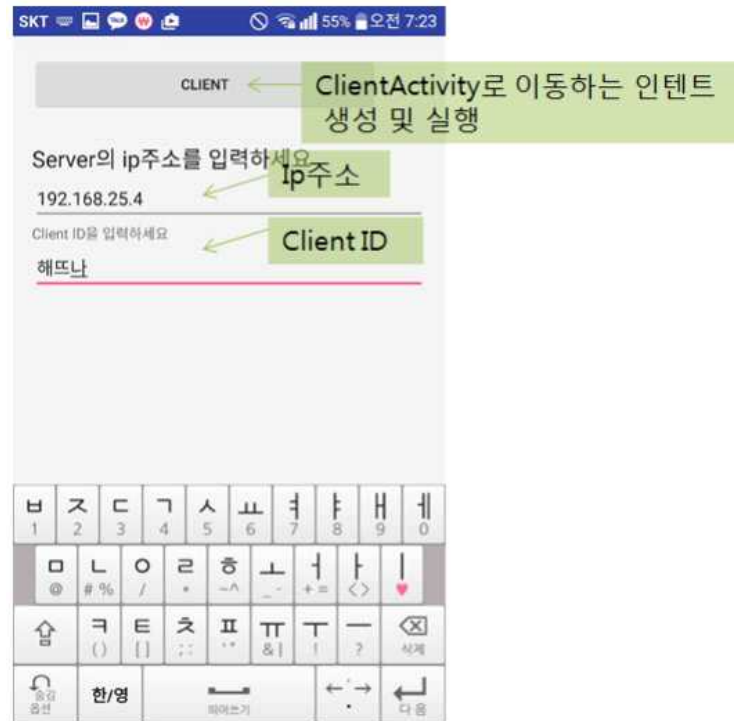 SKT 55% 오전 7:23
CLIENT
ClientActivity로 이동하는 인텐트
생성 및 실행
Server의 ip주소를 입력하세요
Ip주소
192.168.25.4
Client ID을 입력하세요
Client ID
해뜨나
ㅂ ㅈ ㄷ ㄱ ㅅ ㅛ ㅕ ㅑ ㅐ ㅔ
1 2 3 4 5 6 7 8 9 0
ㅁ ㄴ ㅇ ㄹ ㅎ ㅗ ㅓ ㅏ ㅣ
@ #% / * ~^ _- += <> ♥
ㅋ ㅌ ㅊ ㅍ ㅠ ㅜ ㅡ
() [] ;: '" &| ! ? 삭제
숨김
옵션 한/영 띄어쓰기 ← · → 다음